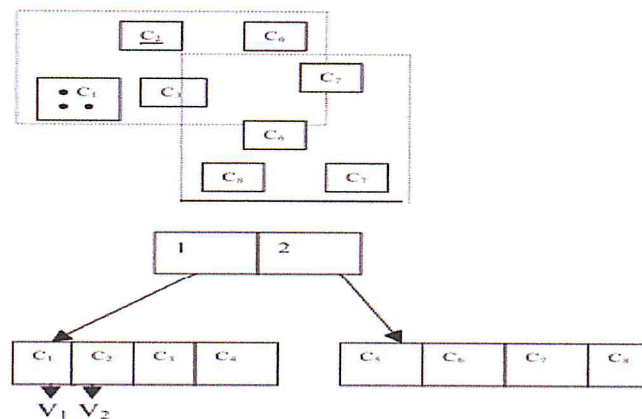 C₂ C₆
C₇
C₁ C₃
C₆
C₈ C₇
1 2
C₁ C₂ C₃ C₄ C₅ C₆ C₇ C₈
V₁ V₂